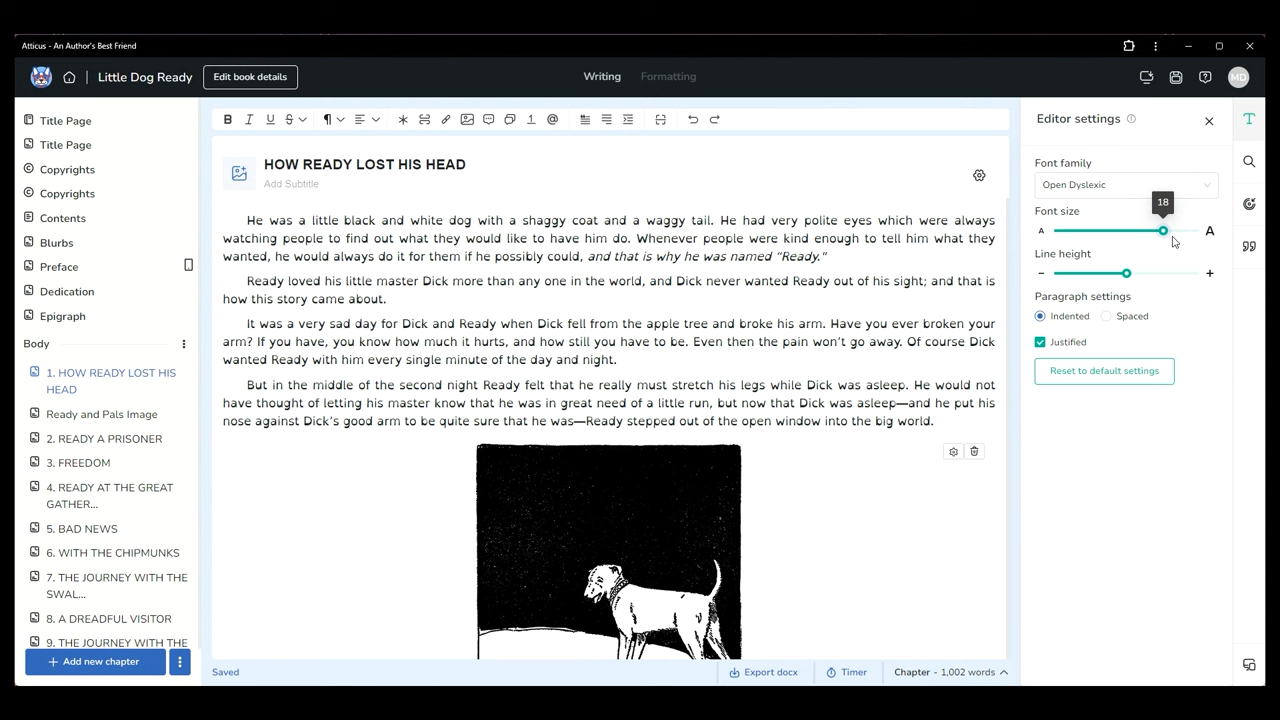 Atticus - An Author's Best Friend
Little Dog Ready
Edit book details
Writing
Formatting
MD
Title Page
Title Page
Copyrights
Copyrights
Contents
Blurbs
Preface
Dedication
Epigraph
Body
1. HOW READY LOST HIS
HEAD
Ready and Pals Image
2. READY A PRISONER
3. FREEDOM
4. READY AT THE GREAT
GATHER...
5. BAD NEWS
6. WITH THE CHIPMUNKS
7. THE JOURNEY WITH THE
SWAL...
8. A DREADFUL VISITOR
9. THE JOURNEY WITH THE
+ Add new chapter
B I U S
HOW READY LOST HIS HEAD
Add Subtitle
He was a little black and white dog with a shaggy coat and a waggy tail. He had very polite eyes which were always
watching people to find out what they would like to have him do. Whenever people were kind enough to tell him what they
wanted, he would always do it for them if he possibly could, and that is why he was named “Ready.”
Ready loved his little master Dick more than any one in the world, and Dick never wanted Ready out of his sight; and that is
how this story came about.
It was a very sad day for Dick and Ready when Dick fell from the apple tree and broke his arm. Have you ever broken your
arm? If you have, you know how much it hurts, and how still you have to be. Even then the pain won’t go away. Of course Dick
wanted Ready with him every single minute of the day and night.
But in the middle of the second night Ready felt that he really must stretch his legs while Dick was asleep. He would not
have thought of letting his master know that he was in great need of a little run, but now that Dick was asleep—and he put his
nose against Dick’s good arm to be quite sure that he was—Ready stepped out of the open window into the big world.
Saved
Export docx
Timer
Chapter - 1,002 words
Editor settings
Font family
Open Dyslexic
18
Font size
A A
Line height
- +
Paragraph settings
Indented Spaced
Justified
Reset to default settings
T